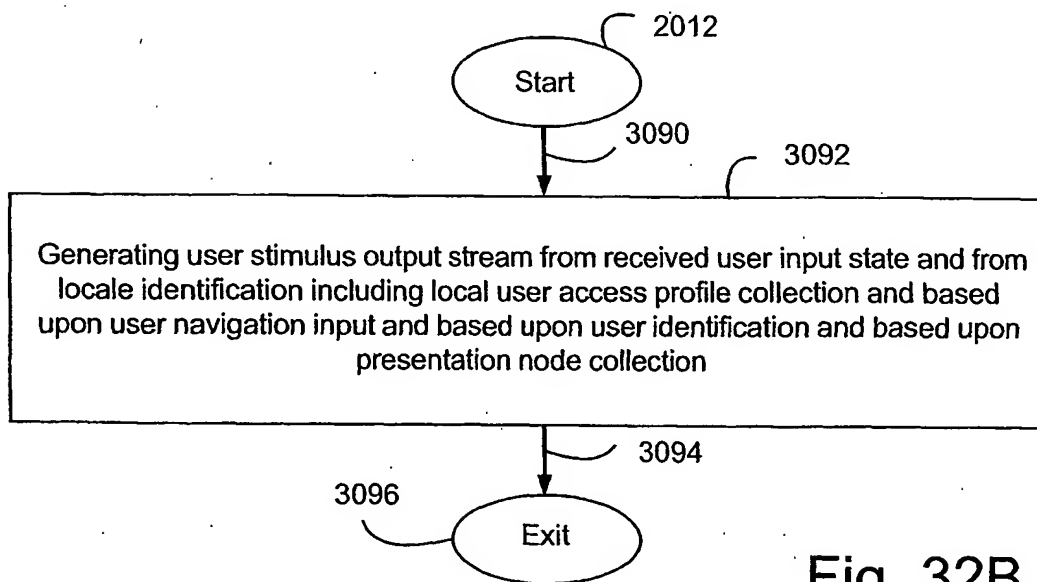 2012
Start
3090
3092
Generating user stimulus output stream from received user input state and from
locale identification including local user access profile collection and based
upon user navigation input and based upon user identification and based upon
presentation node collection
3094
3096
Exit
Fig. 32B